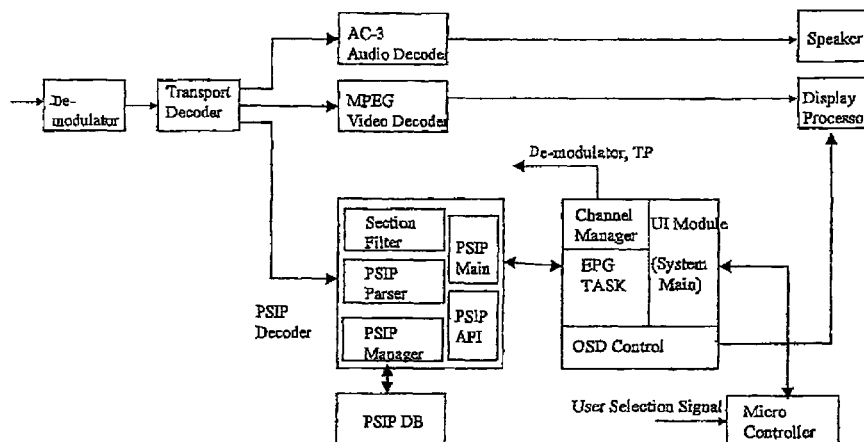 AC-3
Audio Decoder
Speaker
De-
modulator
Transport
Decoder
MPEG
Video Decoder
Display
Processor
De-modulator, TP
Section
Filter
PSIP
Main
PSIP
Parser
PSIP
API
PSIP
Manager
PSIP
Decoder
PSIP DB
Channel
Manager
UI Module
(System
Main)
EPG
TASK
OSD Control
User Selection Signal
Micro
Controller